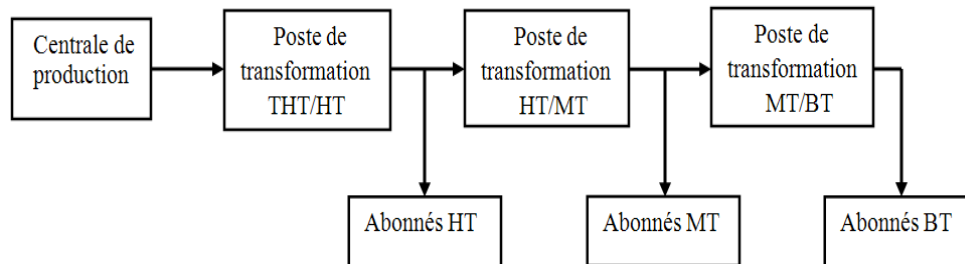 Centrale de
production
Poste de
transformation
THT/HT
Poste de
transformation
HT/MT
Poste de
transformation
MT/BT
Abonnés HT
Abonnés MT
Abonnés BT